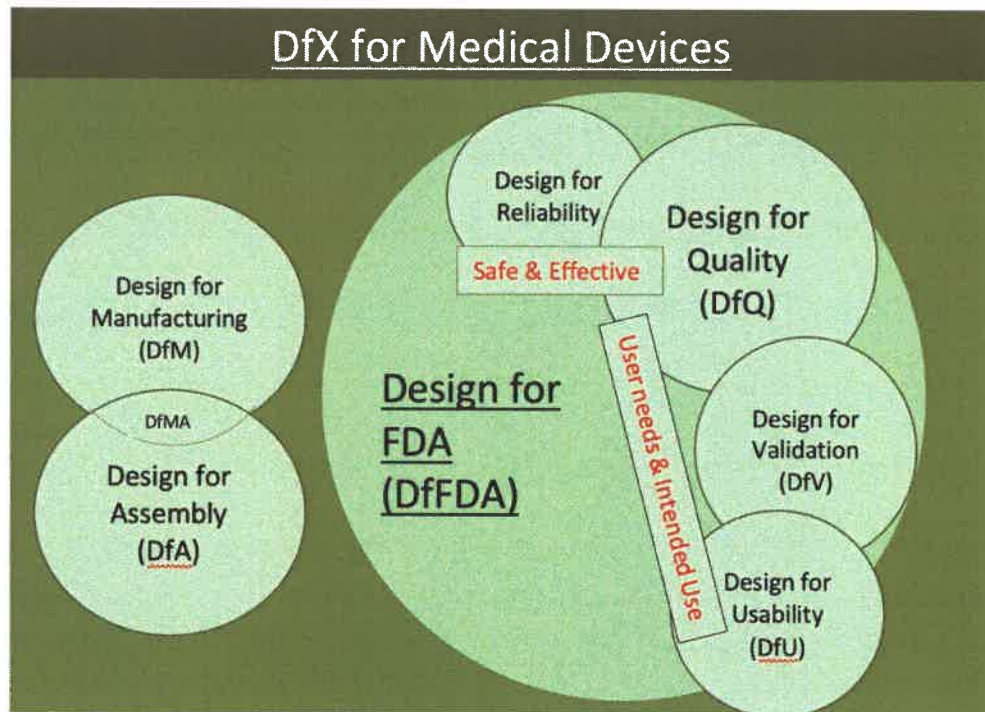 DfX for Medical Devices
Design for
Manufacturing
(DfM)
DfMA
Design for
Assembly
(DfA)
Design for
FDA
(DfFDA)
Design for
Reliability
Safe & Effective
Design for
Quality
(DfQ)
User needs & Intended Use
Design for
Validation
(DfV)
Design for
Usability
(DfU)